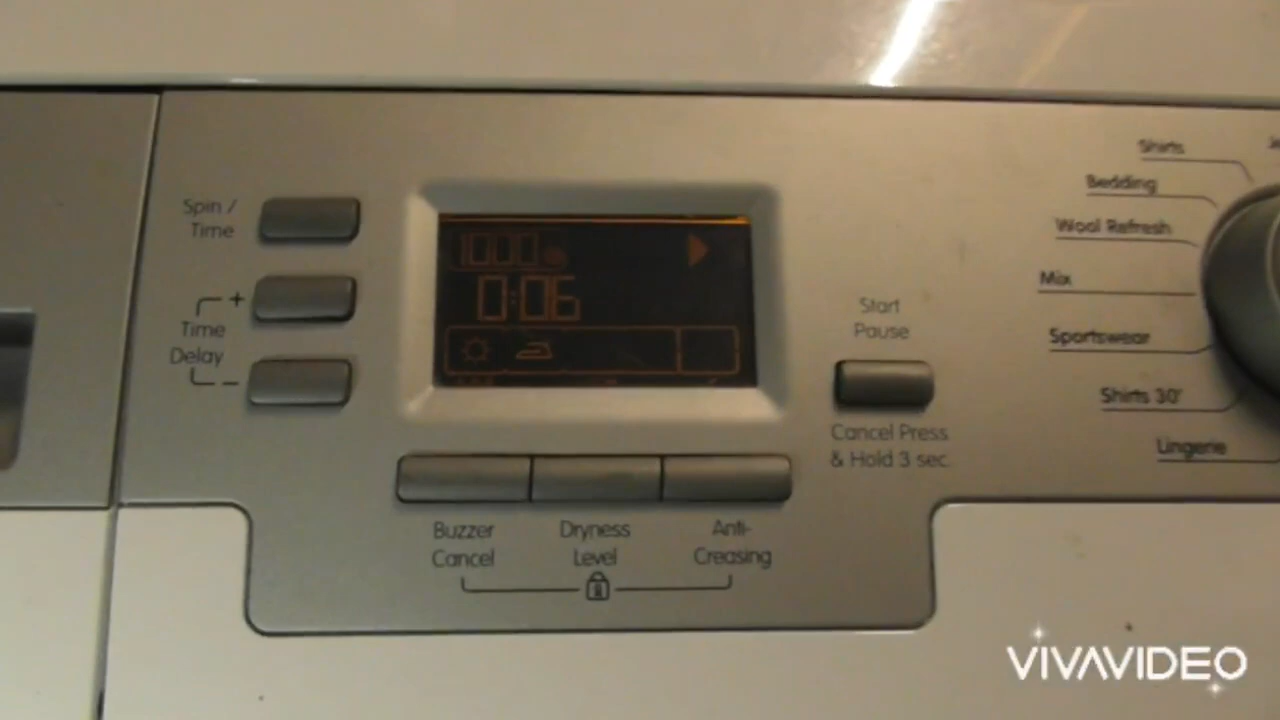 Spin /
Time
+
Time
Delay
-
1000
0:06
Start
Pause
Cancel Press
& Hold 3 sec.
Buzzer
Cancel
Dryness
Level
Anti-
Creasing
Shirts
Bedding
Wool Refresh
Mix
Sportswear
Shirts 30'
Lingerie
VIVAVIDEO